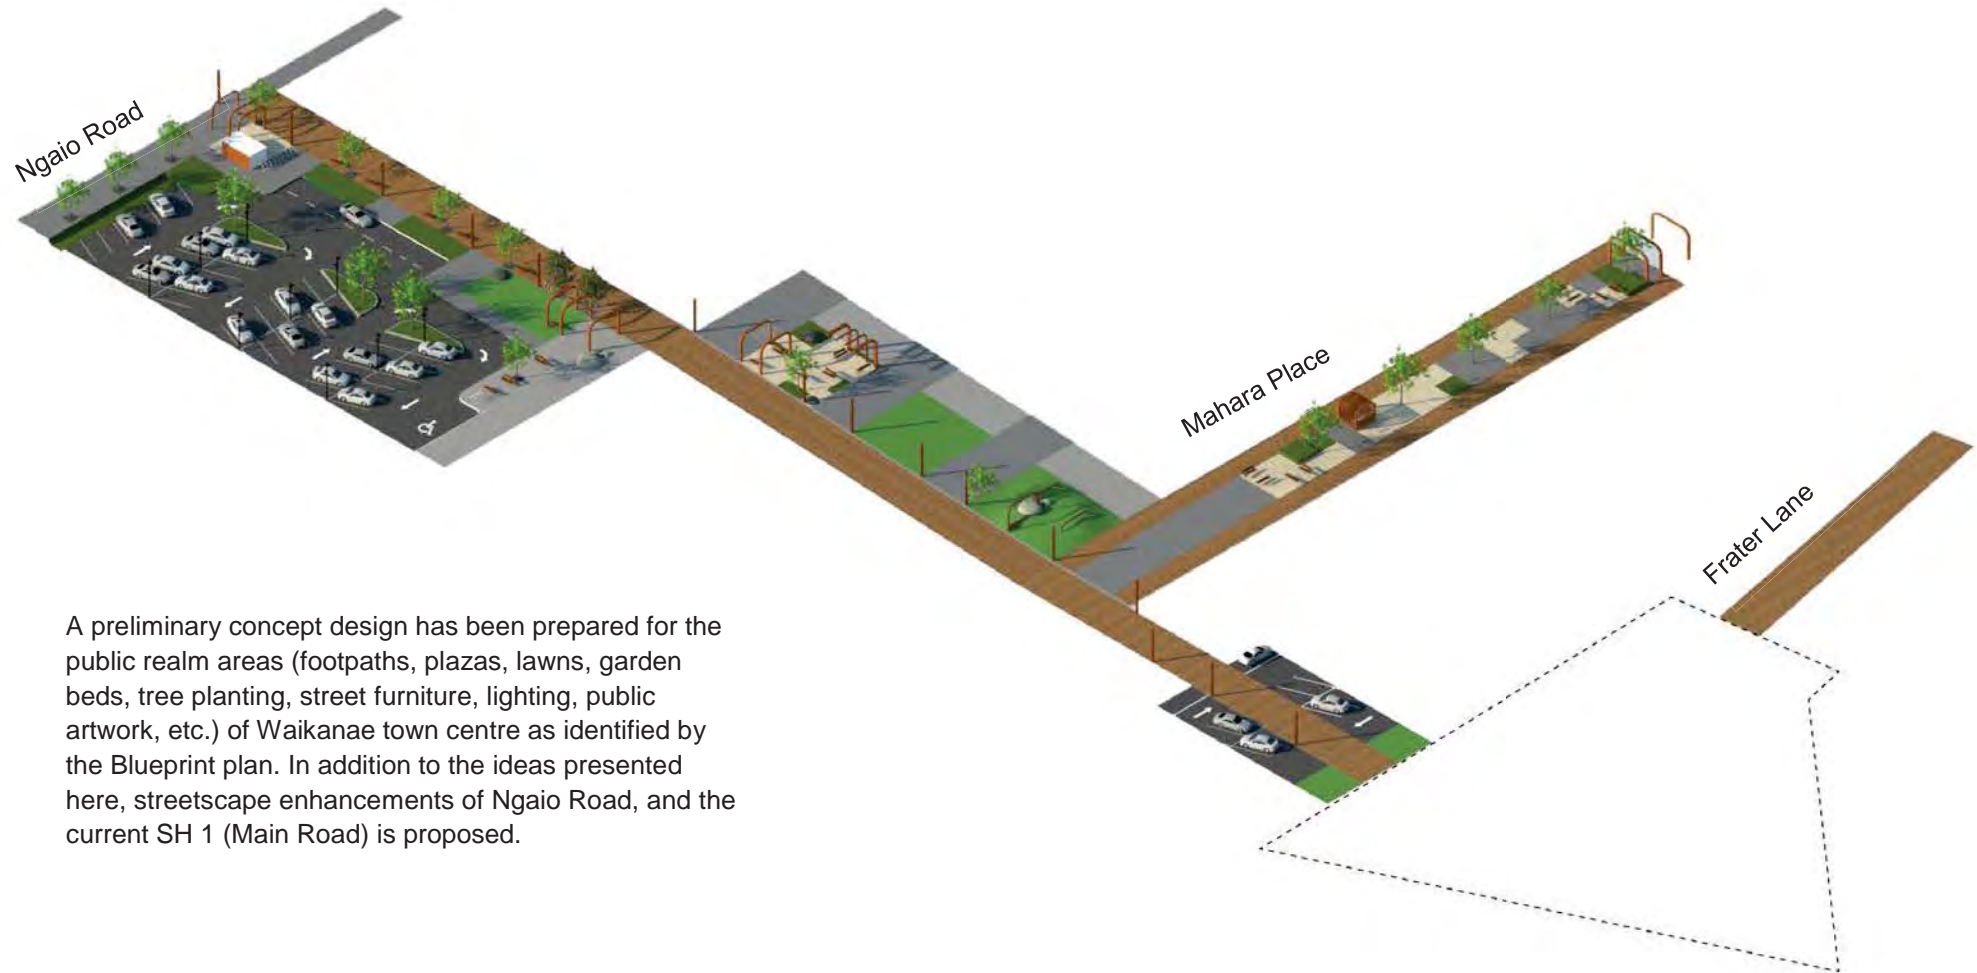 Ngaio Road
Mahara Place
Frater Lane
A preliminary concept design has been prepared for the
public realm areas (footpaths, plazas, lawns, garden
beds, tree planting, street furniture, lighting, public
artwork, etc.) of Waikanae town centre as identified by
the Blueprint plan. In addition to the ideas presented
here, streetscape enhancements of Ngaio Road, and the
current SH 1 (Main Road) is proposed.